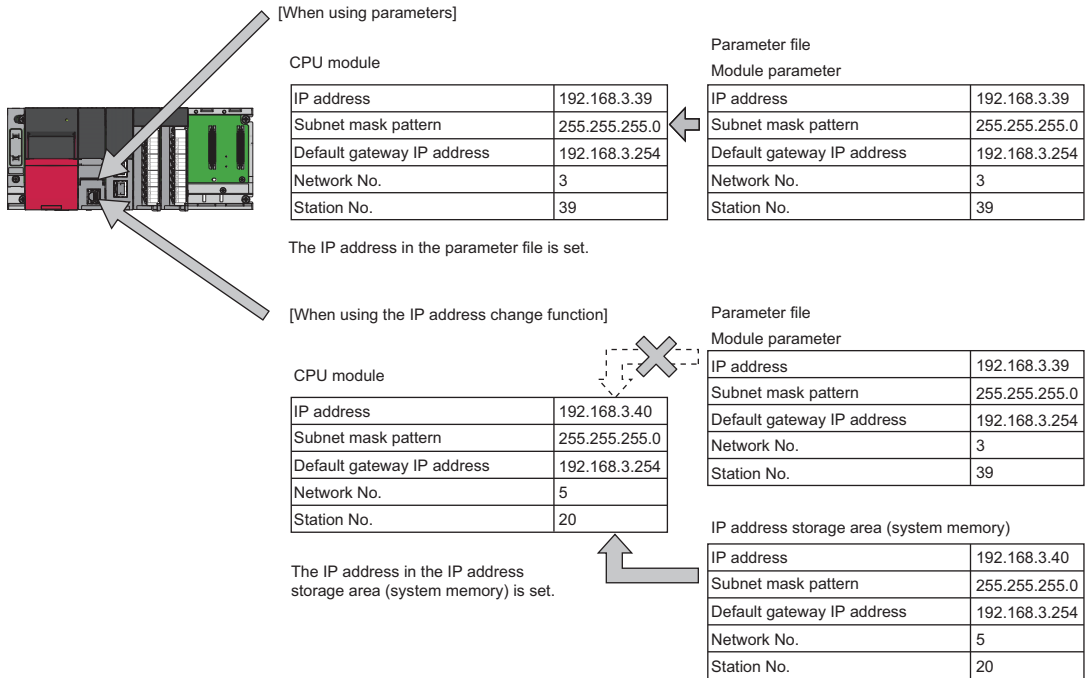 [When using parameters]
CPU module
IP address 192.168.3.39
Subnet mask pattern 255.255.255.0
Default gateway IP address 192.168.3.254
Network No. 3
Station No. 39
The IP address in the parameter file is set.
Parameter file
Module parameter
IP address 192.168.3.39
Subnet mask pattern 255.255.255.0
Default gateway IP address 192.168.3.254
Network No. 3
Station No. 39
[When using the IP address change function]
CPU module
IP address 192.168.3.40
Subnet mask pattern 255.255.255.0
Default gateway IP address 192.168.3.254
Network No. 5
Station No. 20
The IP address in the IP address
storage area (system memory) is set.
Parameter file
Module parameter
IP address 192.168.3.39
Subnet mask pattern 255.255.255.0
Default gateway IP address 192.168.3.254
Network No. 3
Station No. 39
IP address storage area (system memory)
IP address 192.168.3.40
Subnet mask pattern 255.255.255.0
Default gateway IP address 192.168.3.254
Network No. 5
Station No. 20